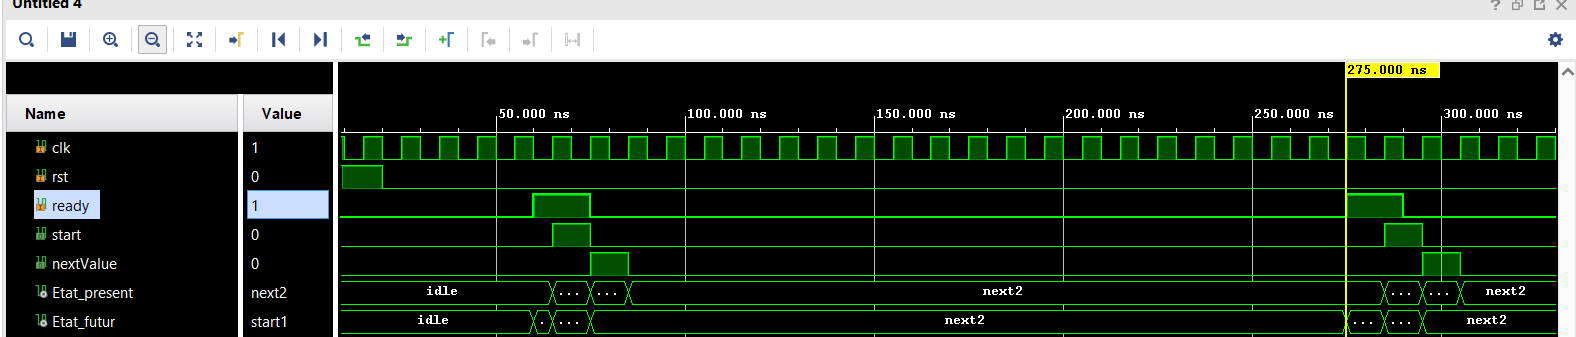 Untitled 4
275.000 ns
50.000 ns 100.000 ns 150.000 ns 200.000 ns 250.000 ns 300.000 ns
Name Value
clk 1
rst 0
ready 1
start 0
nextValue 0
Etat_present next2 idle ... ... next2 ... ... next2
Etat_futur start1 idle . ... next2 ... ... next2